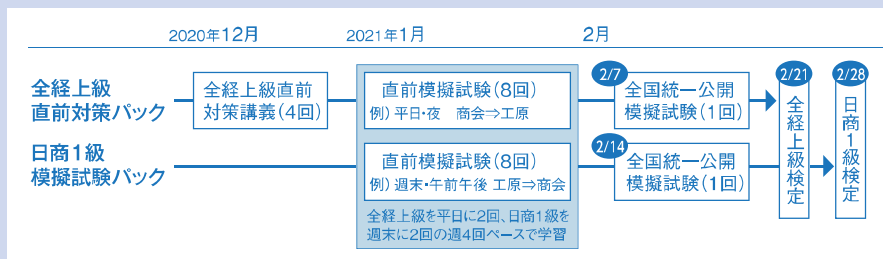 2020年12月 2021年1月 2月
全経上級
直前対策パック
全経上級直前
対策講義(4回)
直前模擬試験(8回)
例)平日・夜 商会⇒工原
2/7
全国統一公開
模擬試験(1回)
2/21
全経上級検定
2/28
日商1級検定
日商1級
模擬試験パック
直前模擬試験(8回)
例)週末・午前午後 工原⇒商会
2/14
全国統一公開
模擬試験(1回)
全経上級を平日に2回、日商1級を
週末に2回の週4回ペースで学習